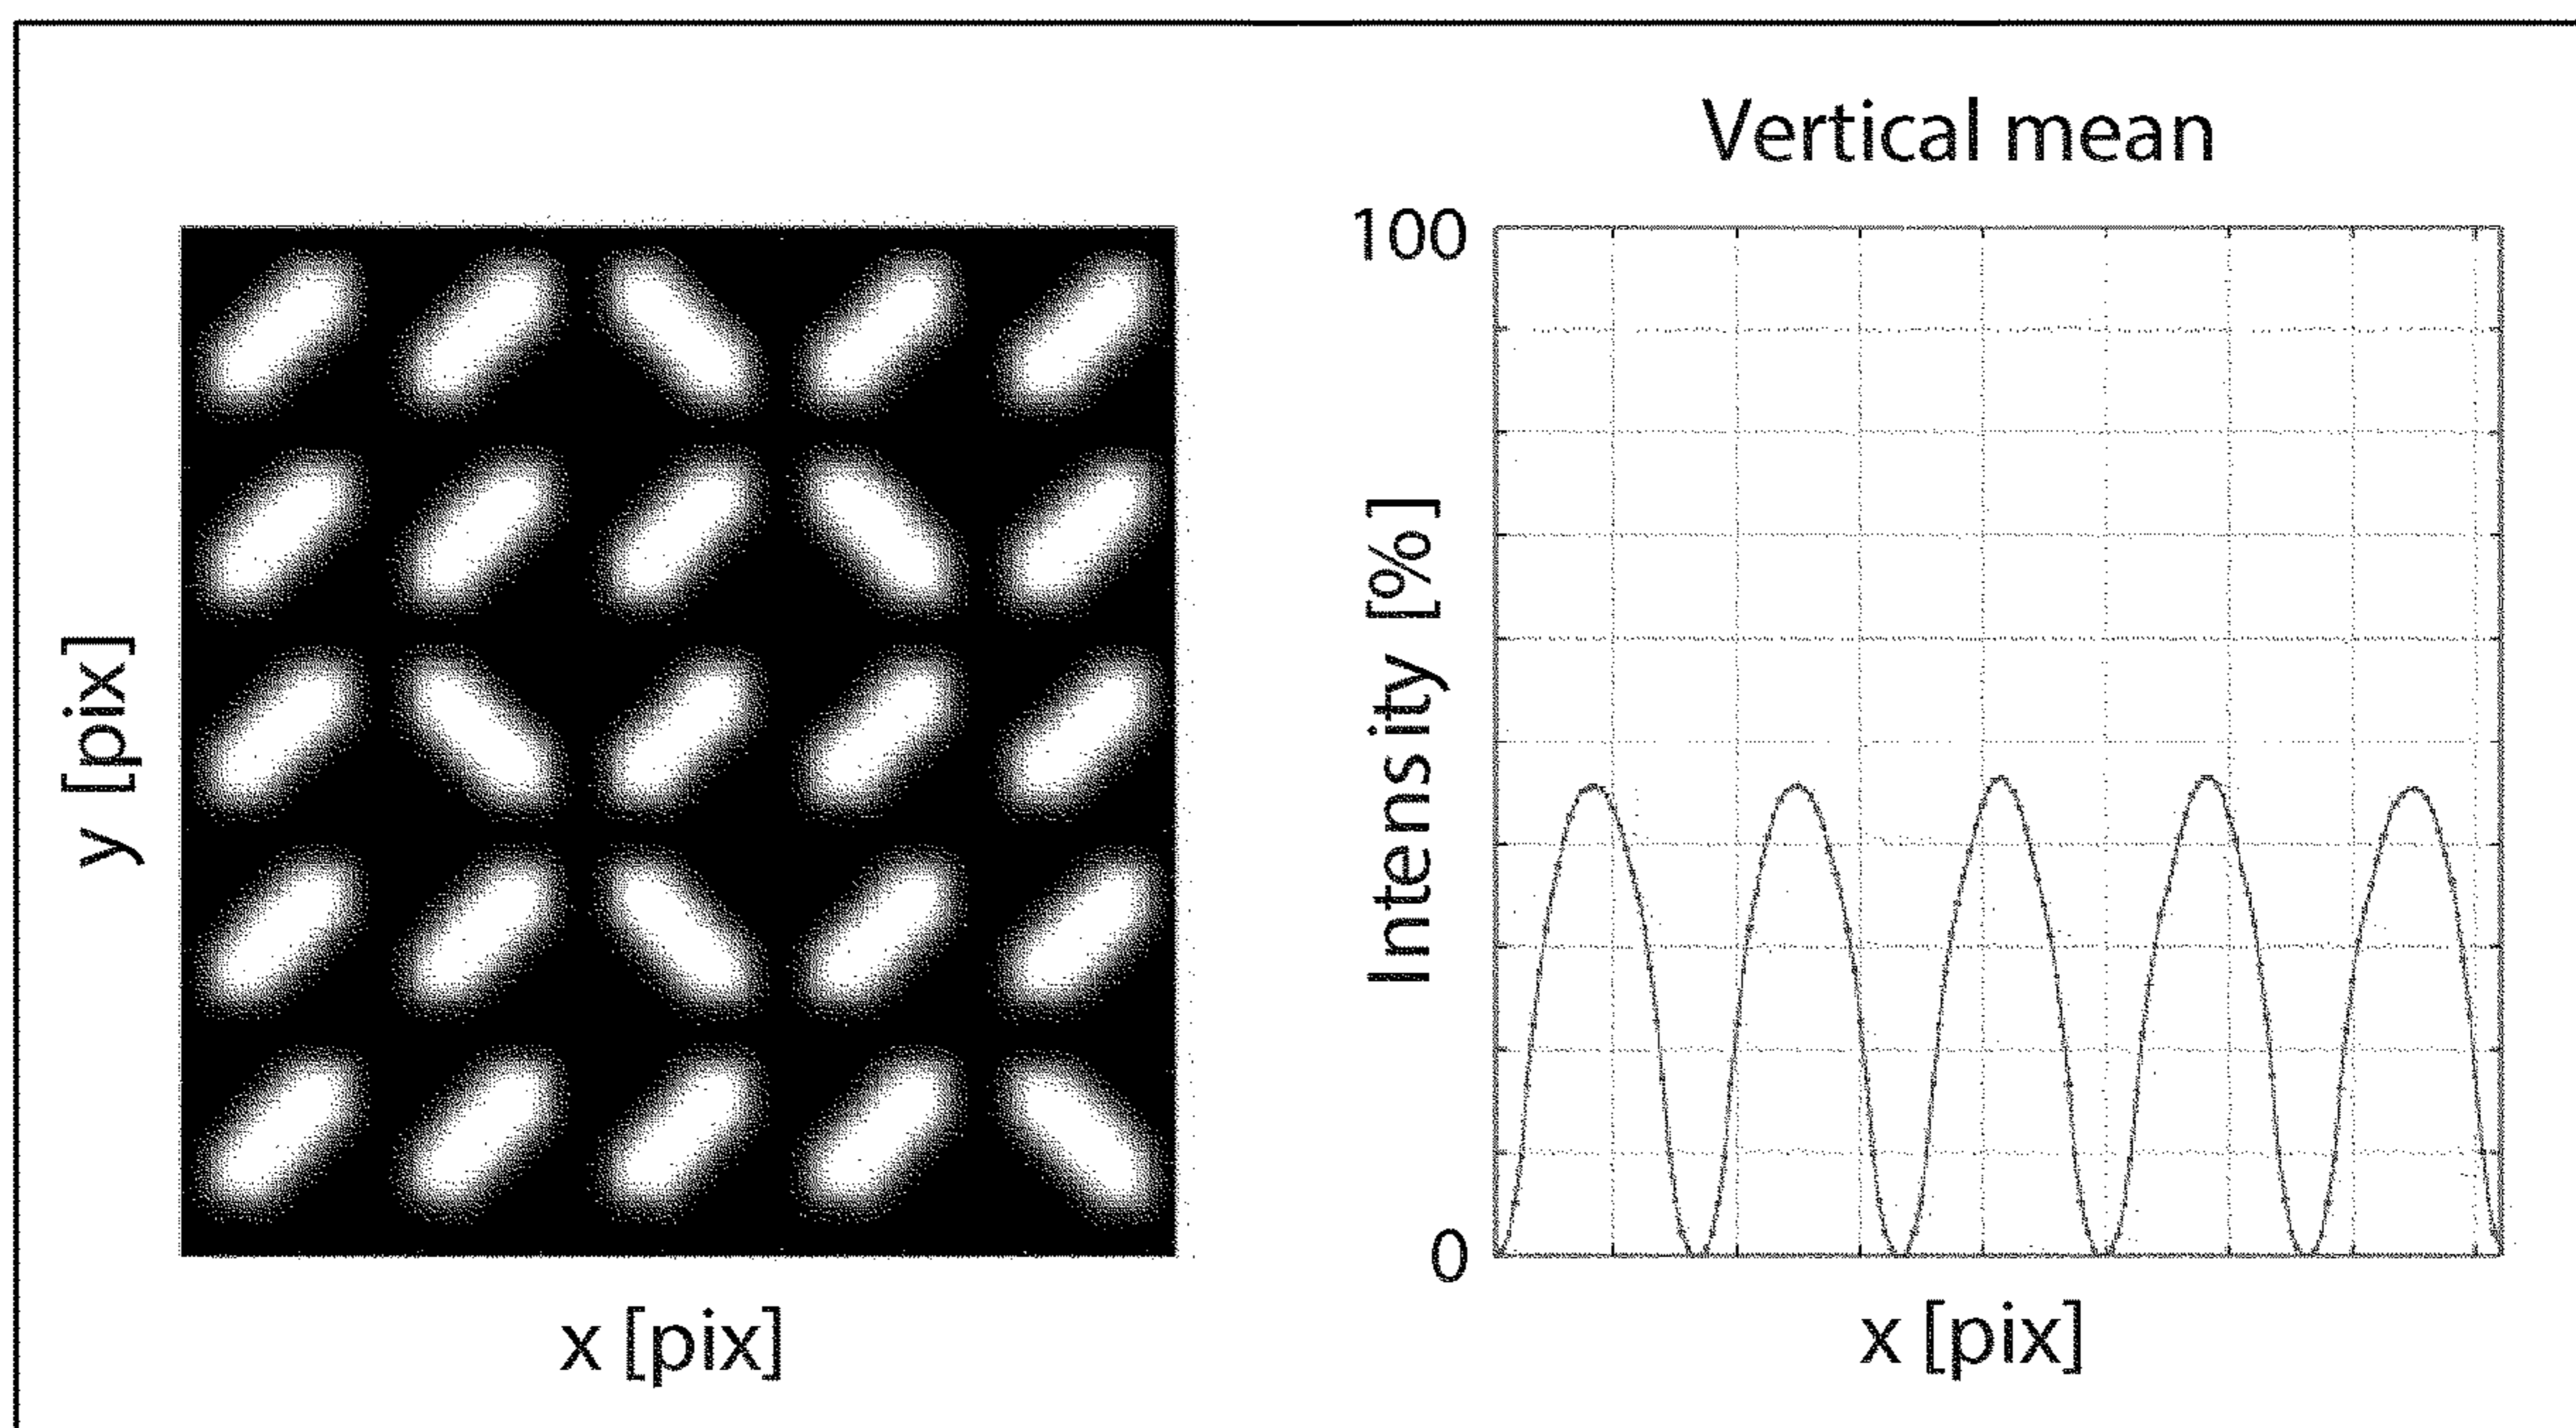 Vertical mean
100
Intensity [%]
0
x [pix]
y [pix]
x [pix]